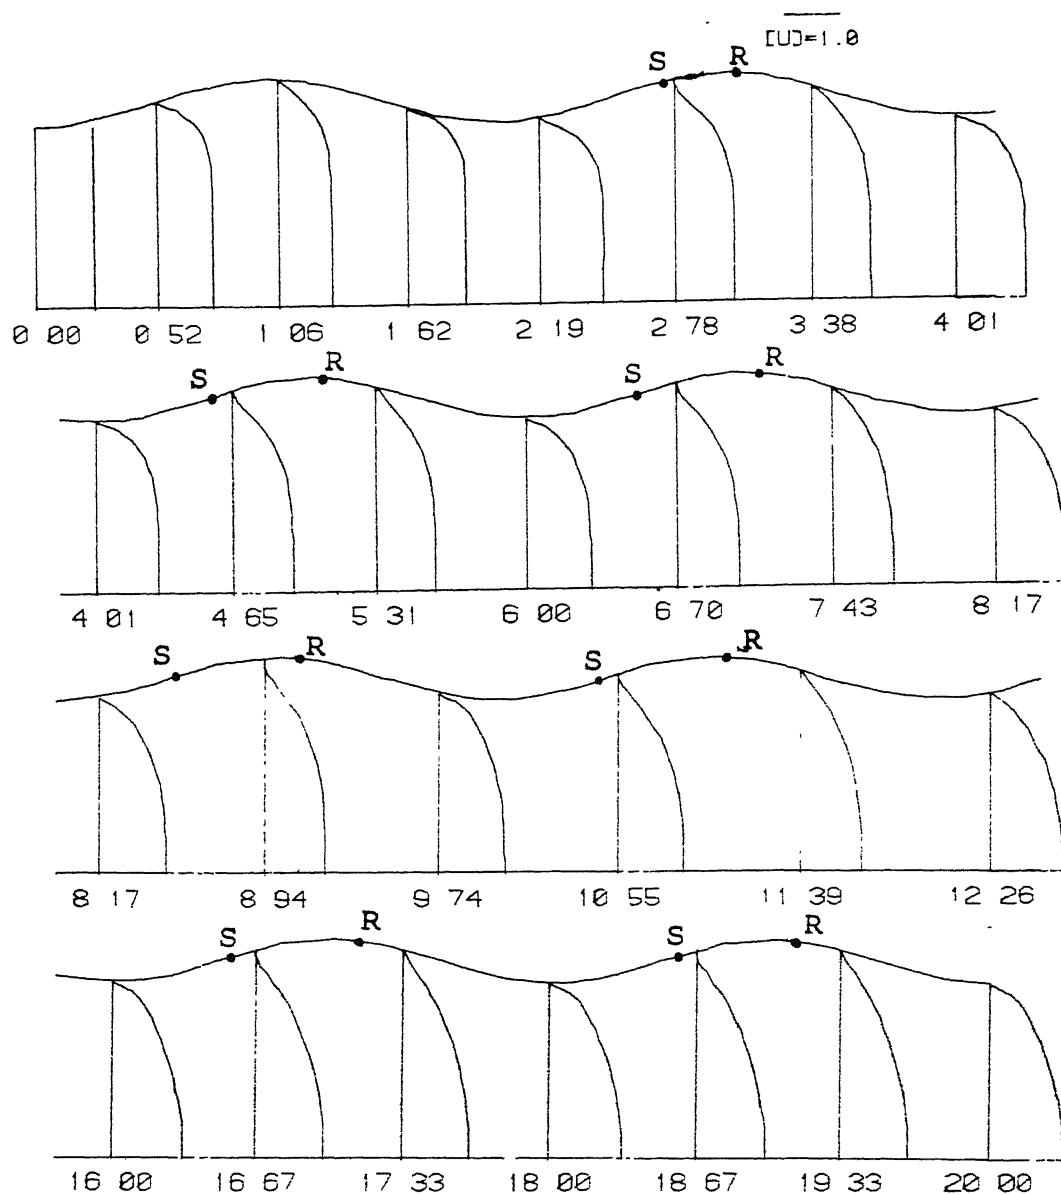 [U]=1.0
S R
0 00 0 52 1 06 1 62 2 19 2 78 3 38 4 01
S R S R
4 01 4 65 5 31 6 00 6 70 7 43 8 17
S R S R
8 17 8 94 9 74 10 55 11 39 12 26
S R S R
16 00 16 67 17 33 18 00 18 67 19 33 20 00